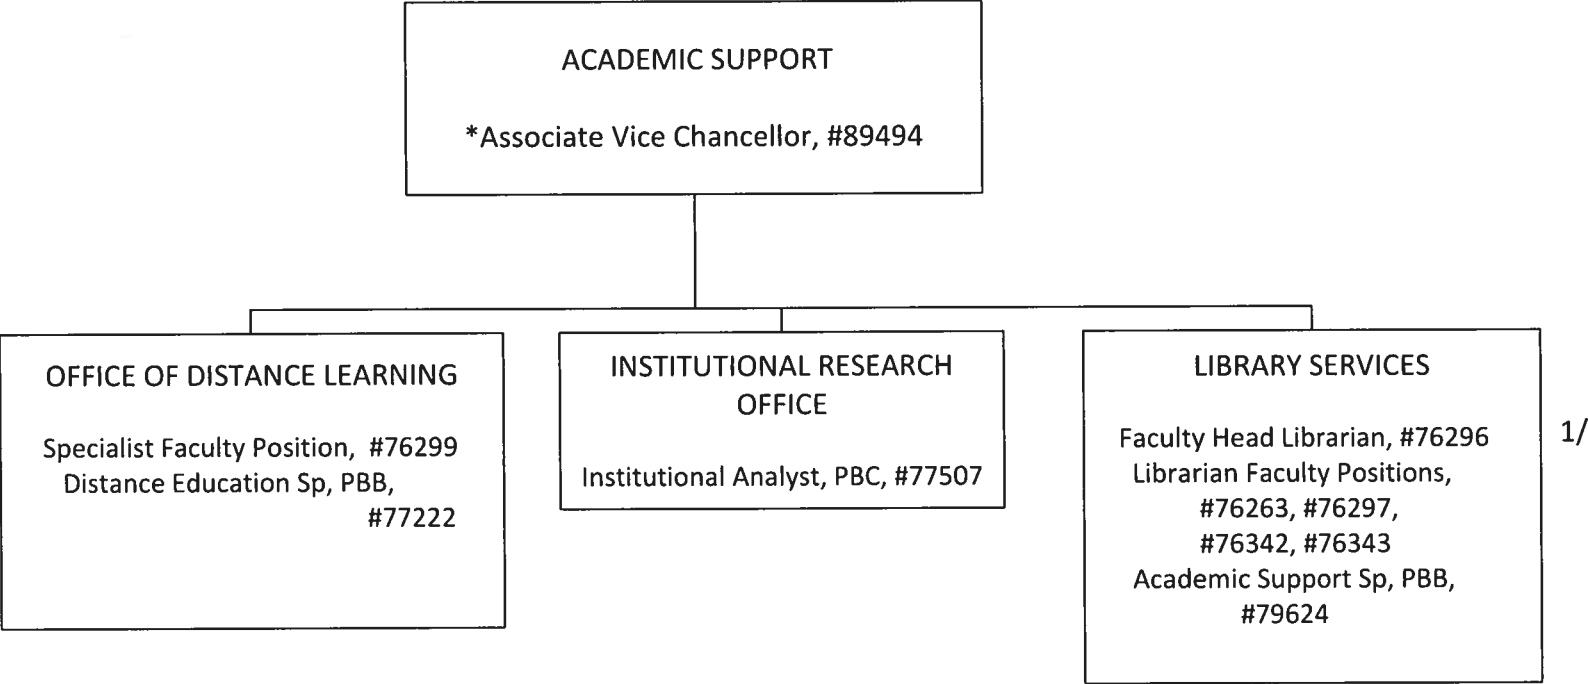 ACADEMIC SUPPORT
*Associate Vice Chancellor, #89494
OFFICE OF DISTANCE LEARNING
Specialist Faculty Position, #76299
Distance Education Sp, PBB,
#77222
INSTITUTIONAL RESEARCH
OFFICE
Institutional Analyst, PBC, #77507
LIBRARY SERVICES
Faculty Head Librarian, #76296
Librarian Faculty Positions,
#76263, #76297,
#76342, #76343
Academic Support Sp, PBB,
#79624
1/